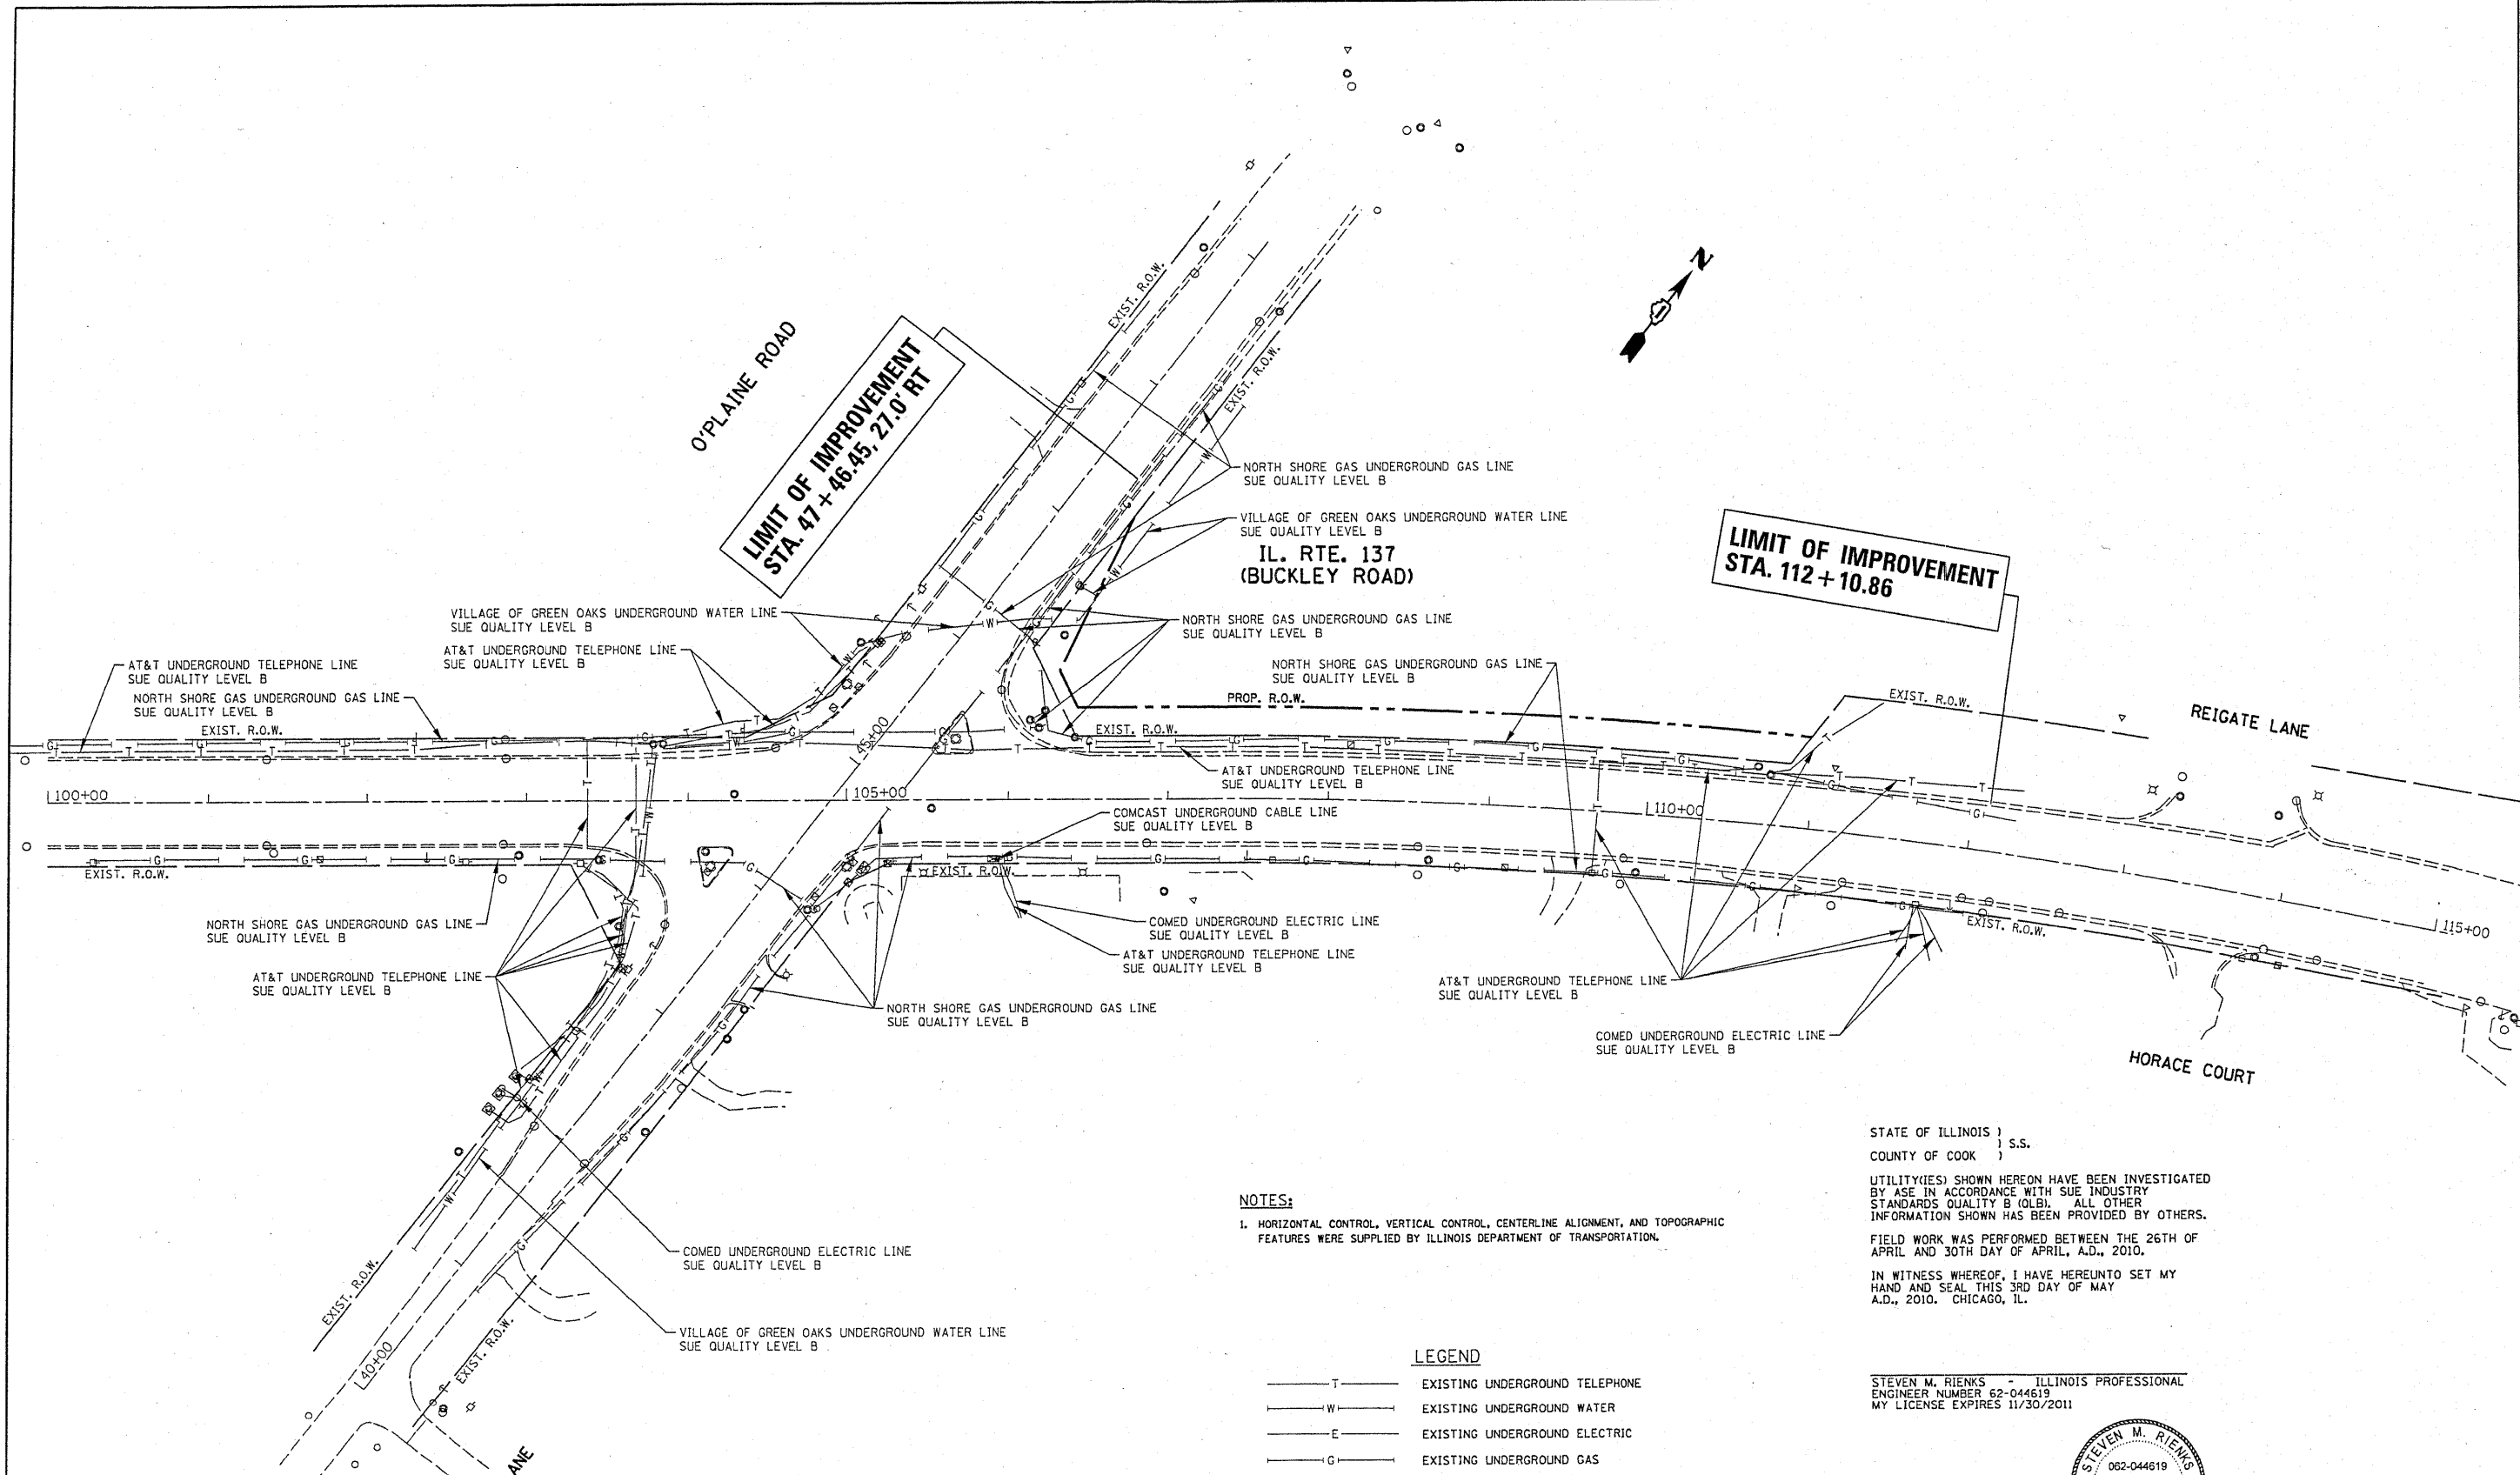 N
O'PLAINE ROAD
LIMIT OF IMPROVEMENT
STA. 47+46.45, 27.0' RT
EXIST. R.O.W.
EXIST. R.O.W.
NORTH SHORE GAS UNDERGROUND GAS LINE
SUE QUALITY LEVEL B
VILLAGE OF GREEN OAKS UNDERGROUND WATER LINE
SUE QUALITY LEVEL B
IL. RTE. 137
(BUCKLEY ROAD)
LIMIT OF IMPROVEMENT
STA. 112+10.86
VILLAGE OF GREEN OAKS UNDERGROUND WATER LINE
SUE QUALITY LEVEL B
NORTH SHORE GAS UNDERGROUND GAS LINE
SUE QUALITY LEVEL B
AT&T UNDERGROUND TELEPHONE LINE
SUE QUALITY LEVEL B
AT&T UNDERGROUND TELEPHONE LINE
SUE QUALITY LEVEL B
NORTH SHORE GAS UNDERGROUND GAS LINE
SUE QUALITY LEVEL B
NORTH SHORE GAS UNDERGROUND GAS LINE
SUE QUALITY LEVEL B
PROP. R.O.W.
EXIST. R.O.W.
REIGATE LANE
EXIST. R.O.W.
EXIST. R.O.W.
45+00
AT&T UNDERGROUND TELEPHONE LINE
SUE QUALITY LEVEL B
100+00
105+00
110+00
115+00
COMCAST UNDERGROUND CABLE LINE
SUE QUALITY LEVEL B
EXIST. R.O.W.
EXIST. R.O.W.
EXIST. R.O.W.
NORTH SHORE GAS UNDERGROUND GAS LINE
SUE QUALITY LEVEL B
COMED UNDERGROUND ELECTRIC LINE
SUE QUALITY LEVEL B
AT&T UNDERGROUND TELEPHONE LINE
SUE QUALITY LEVEL B
AT&T UNDERGROUND TELEPHONE LINE
SUE QUALITY LEVEL B
AT&T UNDERGROUND TELEPHONE LINE
SUE QUALITY LEVEL B
NORTH SHORE GAS UNDERGROUND GAS LINE
SUE QUALITY LEVEL B
COMED UNDERGROUND ELECTRIC LINE
SUE QUALITY LEVEL B
HORACE COURT
STATE OF ILLINOIS )
) S.S.
COUNTY OF COOK )
UTILITY(IES) SHOWN HEREON HAVE BEEN INVESTIGATED
BY ASE IN ACCORDANCE WITH SUE INDUSTRY
STANDARDS QUALITY B (QLB). ALL OTHER
INFORMATION SHOWN HAS BEEN PROVIDED BY OTHERS.
FIELD WORK WAS PERFORMED BETWEEN THE 26TH OF
APRIL AND 30TH DAY OF APRIL, A.D., 2010.
IN WITNESS WHEREOF, I HAVE HEREUNTO SET MY
HAND AND SEAL THIS 3RD DAY OF MAY
A.D., 2010. CHICAGO, IL.
NOTES:
1. HORIZONTAL CONTROL, VERTICAL CONTROL, CENTERLINE ALIGNMENT, AND TOPOGRAPHIC
FEATURES WERE SUPPLIED BY ILLINOIS DEPARTMENT OF TRANSPORTATION.
COMED UNDERGROUND ELECTRIC LINE
SUE QUALITY LEVEL B
EXIST. R.O.W.
VILLAGE OF GREEN OAKS UNDERGROUND WATER LINE
SUE QUALITY LEVEL B
40+00
EXIST. R.O.W.
ANE
LEGEND
T EXISTING UNDERGROUND TELEPHONE
W EXISTING UNDERGROUND WATER
E EXISTING UNDERGROUND ELECTRIC
G EXISTING UNDERGROUND GAS
STEVEN M. RIENKS - ILLINOIS PROFESSIONAL
ENGINEER NUMBER 62-044619
MY LICENSE EXPIRES 11/30/2011
STEVEN M. RIENKS
062-044619